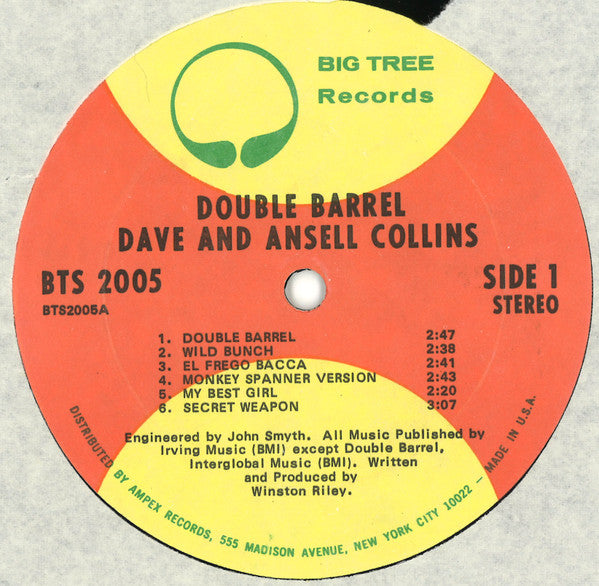 BIG TREE
Records
DOUBLE BARREL
DAVE AND ANSELL COLLINS
BTS 2005
BTS2005A
SIDE 1
STEREO
1. DOUBLE BARREL 2:47
2. WILD BUNCH 2:38
3. EL FREGO BACCA 2:41
4. MONKEY SPANNER VERSION 2:43
5. MY BEST GIRL 2:20
6. SECRET WEAPON 3:07
Engineered by John Smyth. All Music Published by
Irving Music (BMI) except Double Barrel,
Interglobal Music (BMI). Written
and Produced by
Winston Riley.
DISTRIBUTED BY AMPEX RECORDS, 555 MADISON AVENUE, NEW YORK CITY 10022 – MADE IN U.S.A.